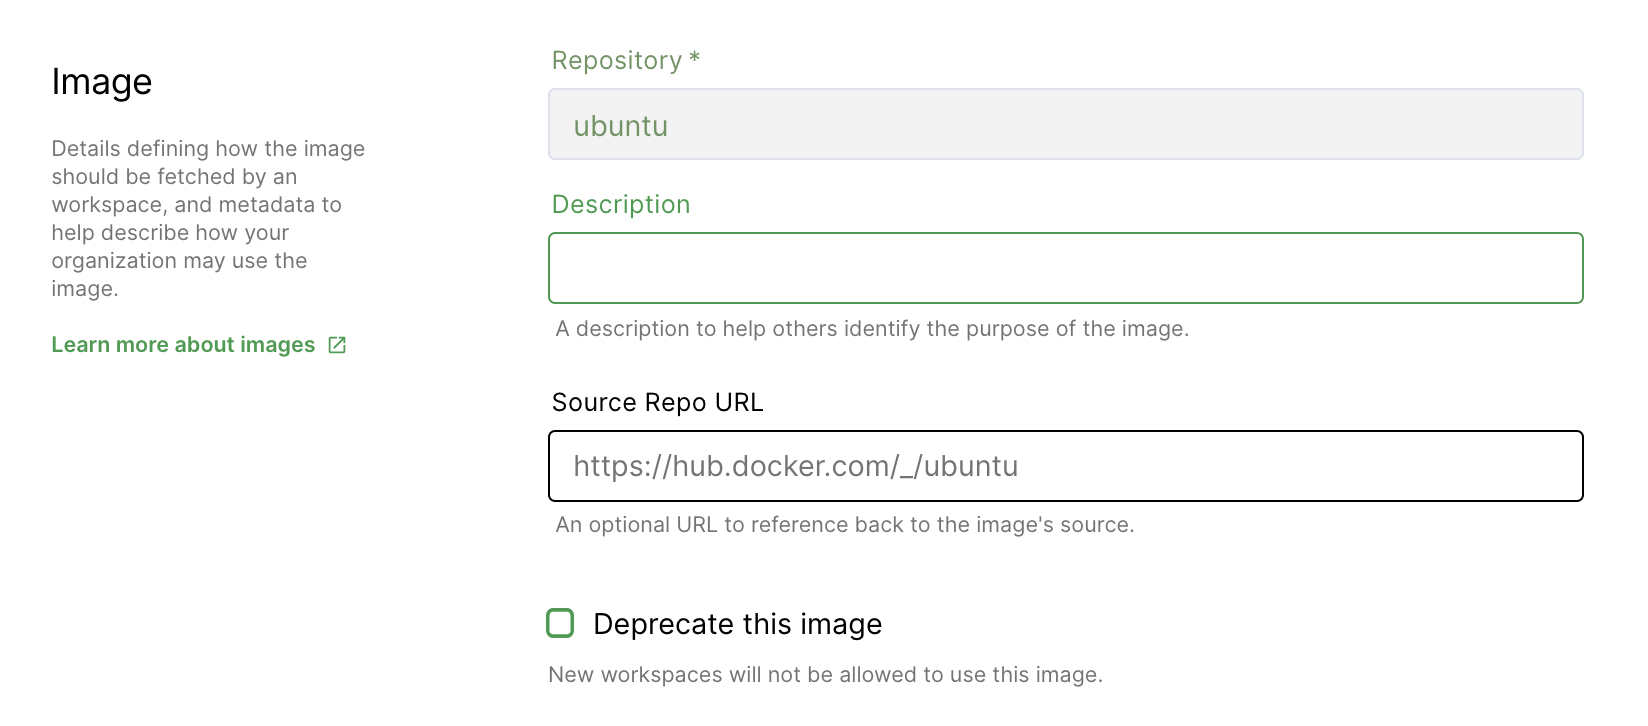 Image
Details defining how the image
should be fetched by an
workspace, and metadata to
help describe how your
organization may use the
image.
Learn more about images
Repository *
ubuntu
Description
A description to help others identify the purpose of the image.
Source Repo URL
https://hub.docker.com/_/ubuntu
An optional URL to reference back to the image's source.
Deprecate this image
New workspaces will not be allowed to use this image.